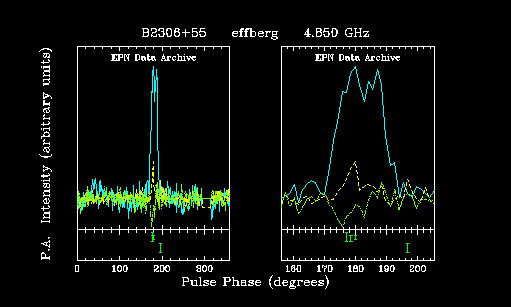 B2306+55 effberg 4.850 GHz
EPN Data Archive EPN Data Archive
P.A. Intensity (arbitrary units)
0 100 200 300 160 170 180 190 200
Pulse Phase (degrees)